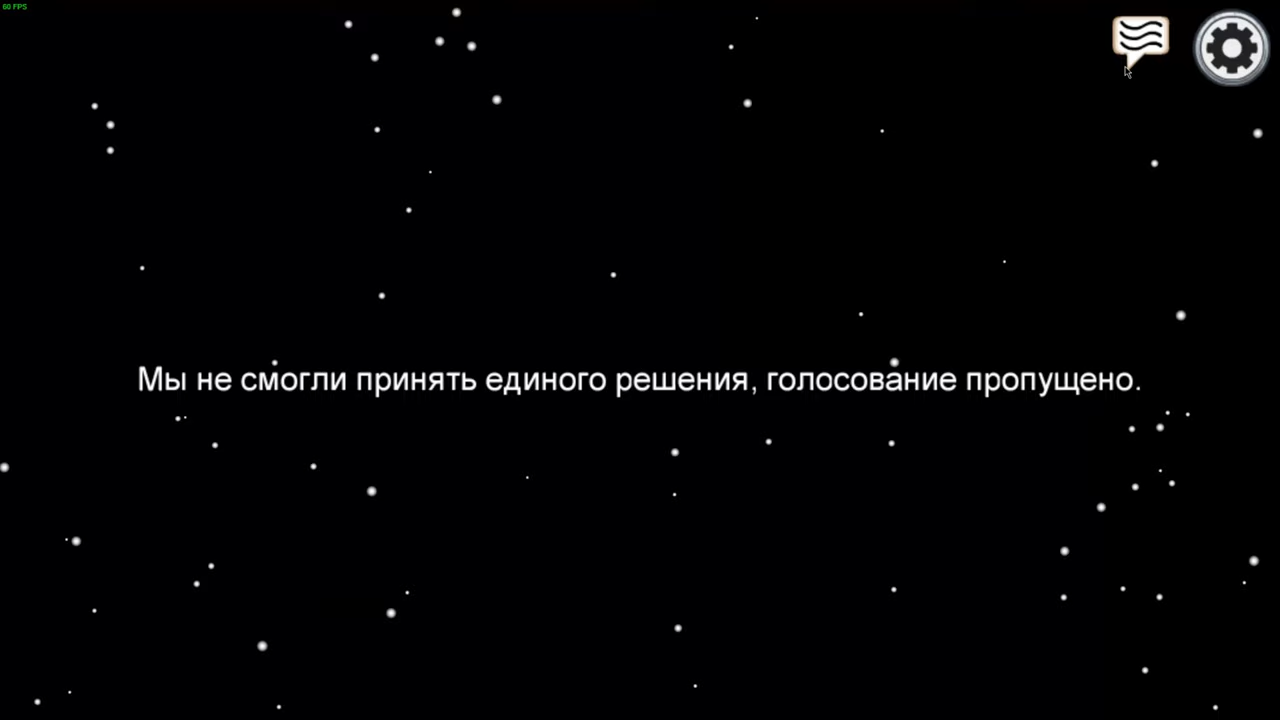 60 FPS
Мы не смогли принять единого решения, голосование пропущено.